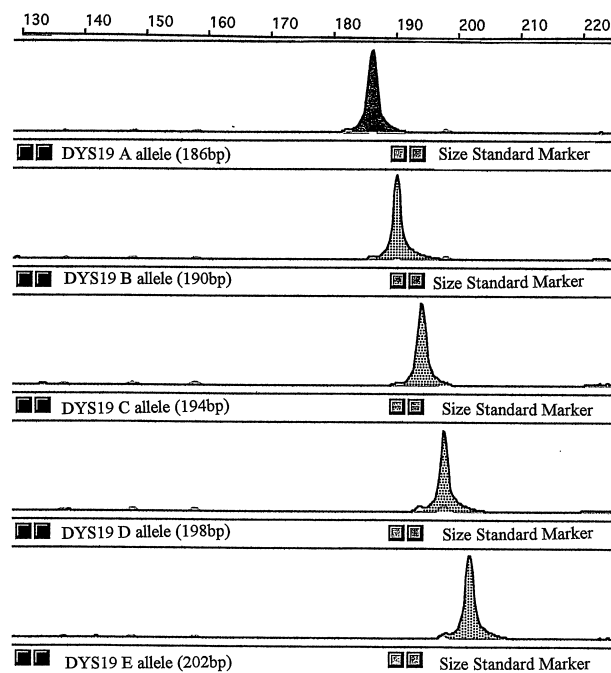 130 140 150 160 170 180 190 200 210 220
DYS19 A allele (186bp) Size Standard Marker
DYS19 B allele (190bp) Size Standard Marker
DYS19 C allele (194bp) Size Standard Marker
DYS19 D allele (198bp) Size Standard Marker
DYS19 E allele (202bp) Size Standard Marker